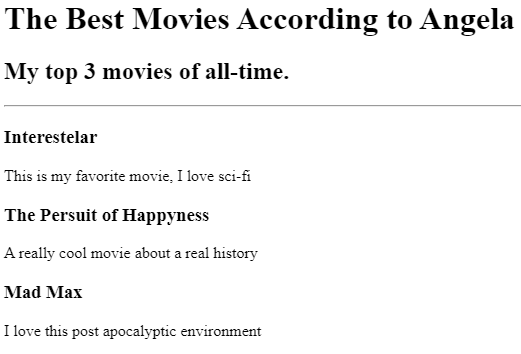 The Best Movies According to Angela
My top 3 movies of all-time.
Interestelar
This is my favorite movie, I love sci-fi
The Persuit of Happyness
A really cool movie about a real history
Mad Max
I love this post apocalyptic environment